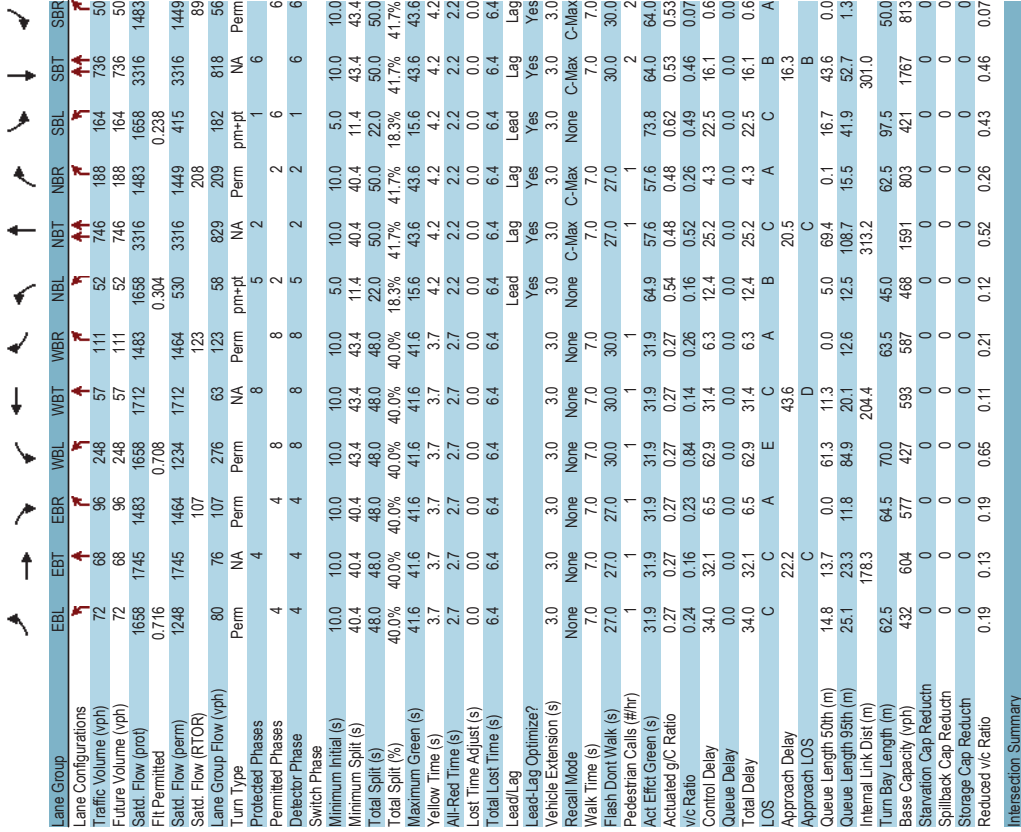 Lane Group EBL EBT EBR WBL WBT WBR NBL NBT NBR SBL SBT SBR
Lane Configurations
Traffic Volume (vph) 72 68 96 248 57 111 52 746 188 164 736 50
Future Volume (vph) 72 68 96 248 57 111 52 746 188 164 736 50
Satd. Flow (prot) 1658 1745 1483 1658 1712 1483 1658 3316 1483 1658 3316 1483
Flt Permitted 0.716 0.708 0.304 0.238
Satd. Flow (perm) 1248 1745 1464 1234 1712 1464 530 3316 1449 415 3316 1449
Satd. Flow (RTOR) 107 123 208 89
Lane Group Flow (vph) 80 76 107 276 63 123 58 829 209 182 818 56
Turn Type Perm NA Perm Perm NA Perm pm+pt NA Perm pm+pt NA Perm
Protected Phases 4 8 5 2 1 6
Permitted Phases 4 4 8 8 2 2 6 6
Detector Phase 4 4 4 8 8 8 5 2 2 1 6 6
Switch Phase
Minimum Initial (s) 10.0 10.0 10.0 10.0 10.0 10.0 5.0 10.0 10.0 5.0 10.0 10.0
Minimum Split (s) 40.4 40.4 40.4 43.4 43.4 43.4 11.4 40.4 40.4 11.4 43.4 43.4
Total Split (s) 48.0 48.0 48.0 48.0 48.0 48.0 22.0 50.0 50.0 22.0 50.0 50.0
Total Split (%) 40.0% 40.0% 40.0% 40.0% 40.0% 40.0% 18.3% 41.7% 41.7% 18.3% 41.7% 41.7%
Maximum Green (s) 41.6 41.6 41.6 41.6 41.6 41.6 15.6 43.6 43.6 15.6 43.6 43.6
Yellow Time (s) 3.7 3.7 3.7 3.7 3.7 3.7 4.2 4.2 4.2 4.2 4.2 4.2
All-Red Time (s) 2.7 2.7 2.7 2.7 2.7 2.7 2.2 2.2 2.2 2.2 2.2 2.2
Lost Time Adjust (s) 0.0 0.0 0.0 0.0 0.0 0.0 0.0 0.0 0.0 0.0 0.0 0.0
Total Lost Time (s) 6.4 6.4 6.4 6.4 6.4 6.4 6.4 6.4 6.4 6.4 6.4 6.4
Lead/Lag Lead Lag Lag Lead Lag Lag
Lead-Lag Optimize? Yes Yes Yes Yes Yes Yes
Vehicle Extension (s) 3.0 3.0 3.0 3.0 3.0 3.0 3.0 3.0 3.0 3.0 3.0 3.0
Recall Mode None None None None None None None C-Max C-Max None C-Max C-Max
Walk Time (s) 7.0 7.0 7.0 7.0 7.0 7.0 7.0 7.0 7.0 7.0
Flash Dont Walk (s) 27.0 27.0 27.0 30.0 30.0 30.0 27.0 27.0 30.0 30.0
Pedestrian Calls (#/hr) 1 1 1 1 1 1 1 1 2 2
Act Effct Green (s) 31.9 31.9 31.9 31.9 31.9 31.9 64.9 57.6 57.6 73.8 64.0 64.0
Actuated g/C Ratio 0.27 0.27 0.27 0.27 0.27 0.27 0.54 0.48 0.48 0.62 0.53 0.53
v/c Ratio 0.24 0.16 0.23 0.84 0.14 0.26 0.16 0.52 0.26 0.49 0.46 0.07
Control Delay 34.0 32.1 6.5 62.9 31.4 6.3 12.4 25.2 4.3 22.5 16.1 0.6
Queue Delay 0.0 0.0 0.0 0.0 0.0 0.0 0.0 0.0 0.0 0.0 0.0 0.0
Total Delay 34.0 32.1 6.5 62.9 31.4 6.3 12.4 25.2 4.3 22.5 16.1 0.6
LOS C C A E C A B C A C B A
Approach Delay 22.2 43.6 20.5 16.3
Approach LOS C D C B
Queue Length 50th (m) 14.8 13.7 0.0 61.3 11.3 0.0 5.0 69.4 0.1 16.7 43.6 0.0
Queue Length 95th (m) 25.1 23.3 11.8 84.9 20.1 12.6 12.5 108.7 15.5 41.9 52.7 1.3
Internal Link Dist (m) 178.3 204.4 313.2 301.0
Turn Bay Length (m) 62.5 64.5 70.0 63.5 45.0 62.5 97.5 50.0
Base Capacity (vph) 432 604 577 427 593 587 468 1591 803 421 1767 813
Starvation Cap Reductn 0 0 0 0 0 0 0 0 0 0 0 0
Spillback Cap Reductn 0 0 0 0 0 0 0 0 0 0 0 0
Storage Cap Reductn 0 0 0 0 0 0 0 0 0 0 0 0
Reduced v/c Ratio 0.19 0.13 0.19 0.65 0.11 0.21 0.12 0.52 0.26 0.43 0.46 0.07
Intersection Summary